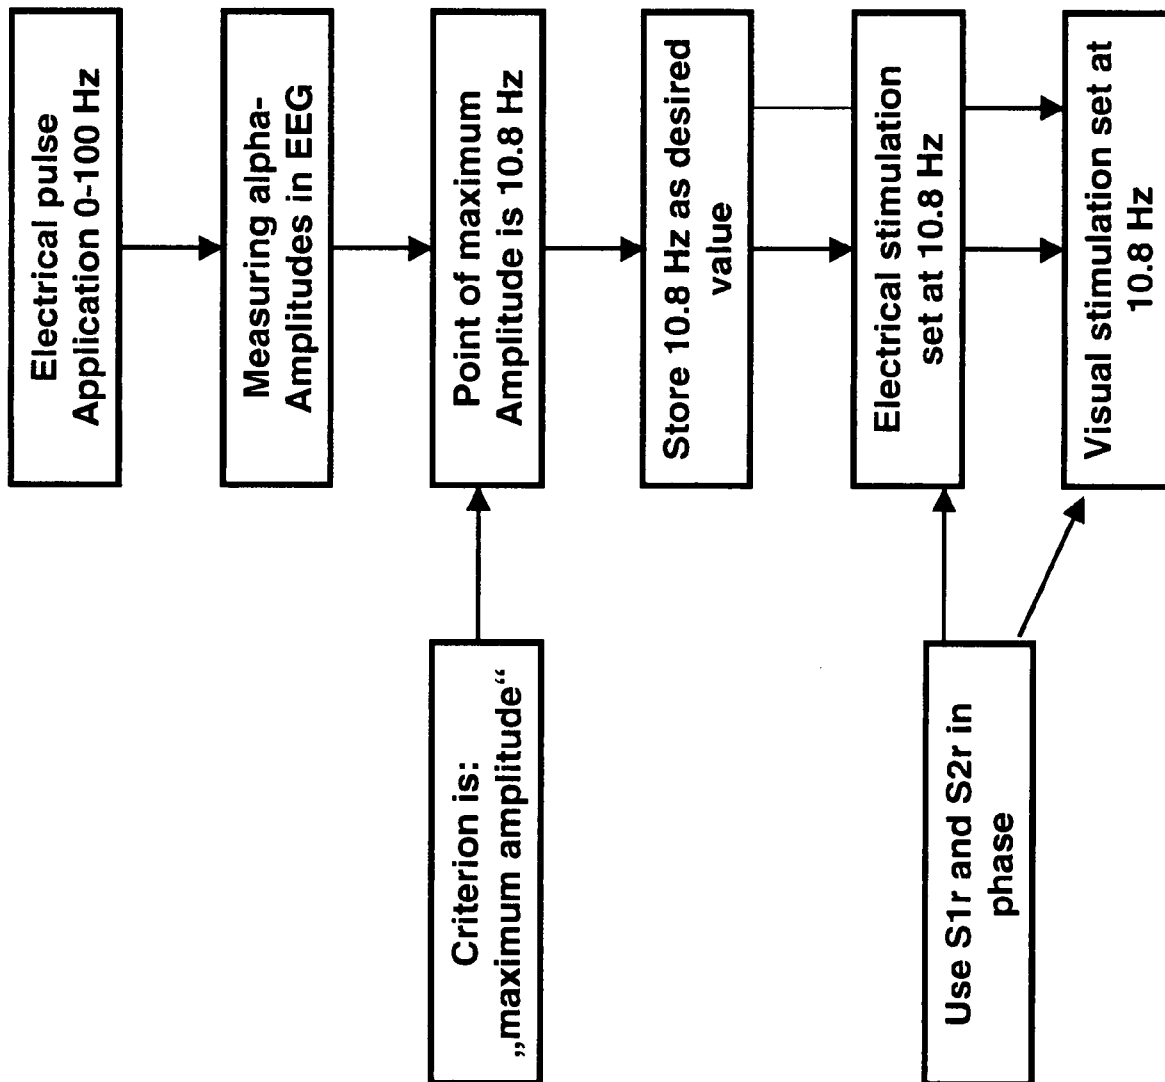 Electrical pulse
Application 0-100 Hz
Measuring alpha-
Amplitudes in EEG
Criterion is:
„maximum amplitude“
Point of maximum
Amplitude is 10.8 Hz
Store 10.8 Hz as desired
value
Use S1r and S2r in
phase
Electrical stimulation
set at 10.8 Hz
Visual stimulation set at
10.8 Hz